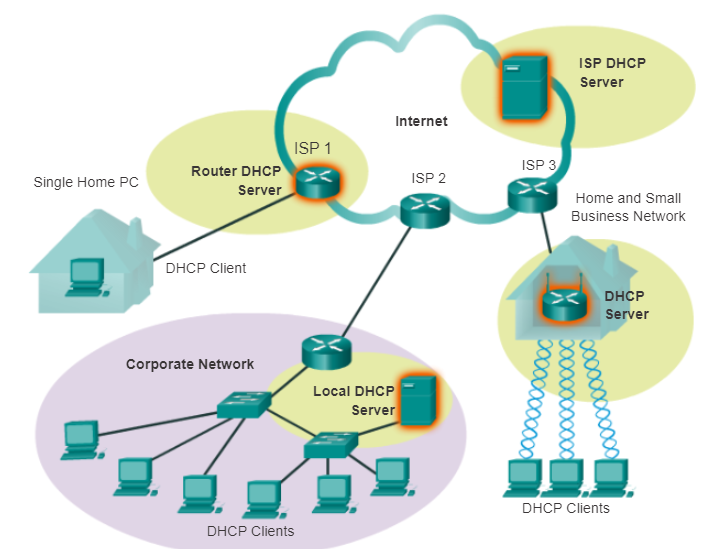 ISP DHCP
Server
Internet
ISP 1
Router DHCP
Server
ISP 2
ISP 3
Single Home PC
Home and Small
Business Network
DHCP Client
DHCP
Server
Corporate Network
Local DHCP
Server
DHCP Clients
DHCP Clients